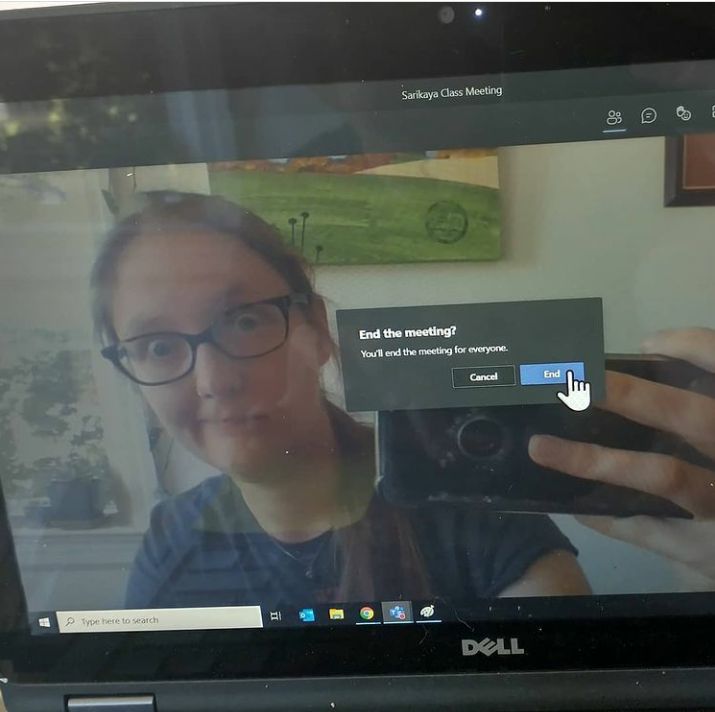 Sarikaya Class Meeting
End the meeting?
You'll end the meeting for everyone.
Cancel
End
Type here to search
DELL